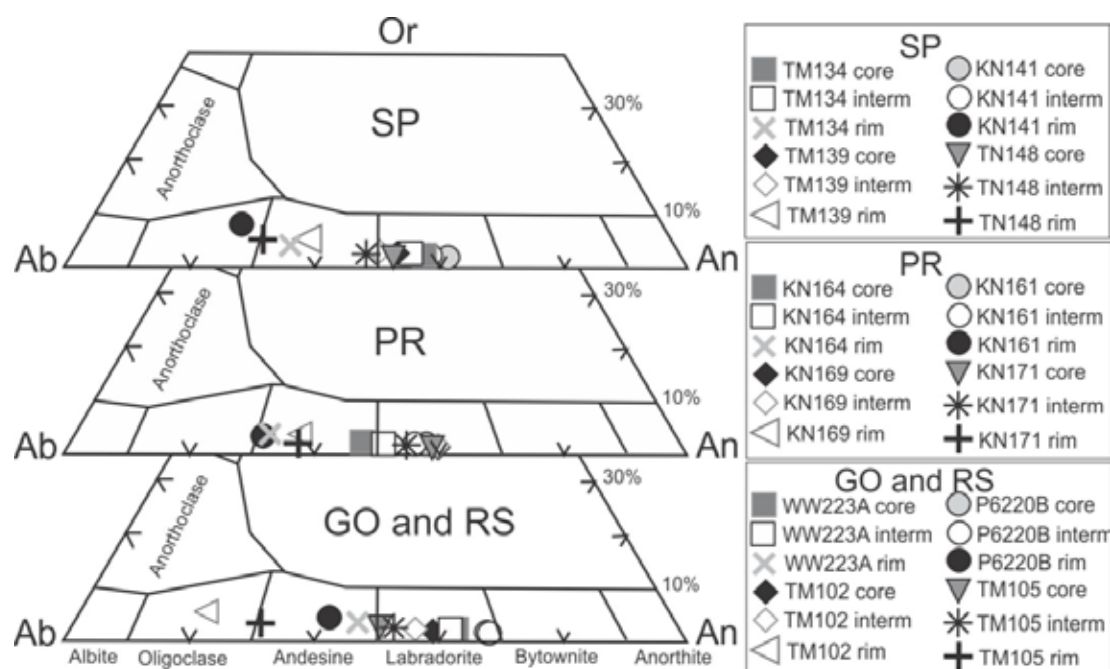 Or
SP
Anorthoclase
30%
10%
Ab
An
PR
Anorthoclase
30%
10%
Ab
An
GO and RS
Anorthoclase
30%
10%
Ab
An
Albite Oligoclase Andesine Labradorite Bytownite Anorthite
SP
TM134 core KN141 core
TM134 interm KN141 interm
TM134 rim KN141 rim
TM139 core TN148 core
TM139 interm TN148 interm
TM139 rim TN148 rim
PR
KN164 core KN161 core
KN164 interm KN161 interm
KN164 rim KN161 rim
KN169 core KN171 core
KN169 interm KN171 interm
KN169 rim KN171 rim
GO and RS
WW223A core P6220B core
WW223A interm P6220B interm
WW223A rim P6220B rim
TM102 core TM105 core
TM102 interm TM105 interm
TM102 rim TM105 rim